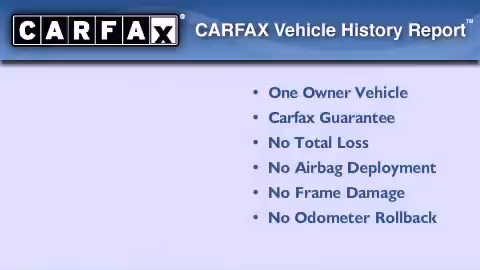 CARFAX® CARFAX Vehicle History Report™
• One Owner Vehicle
• Carfax Guarantee
• No Total Loss
• No Airbag Deployment
• No Frame Damage
• No Odometer Rollback